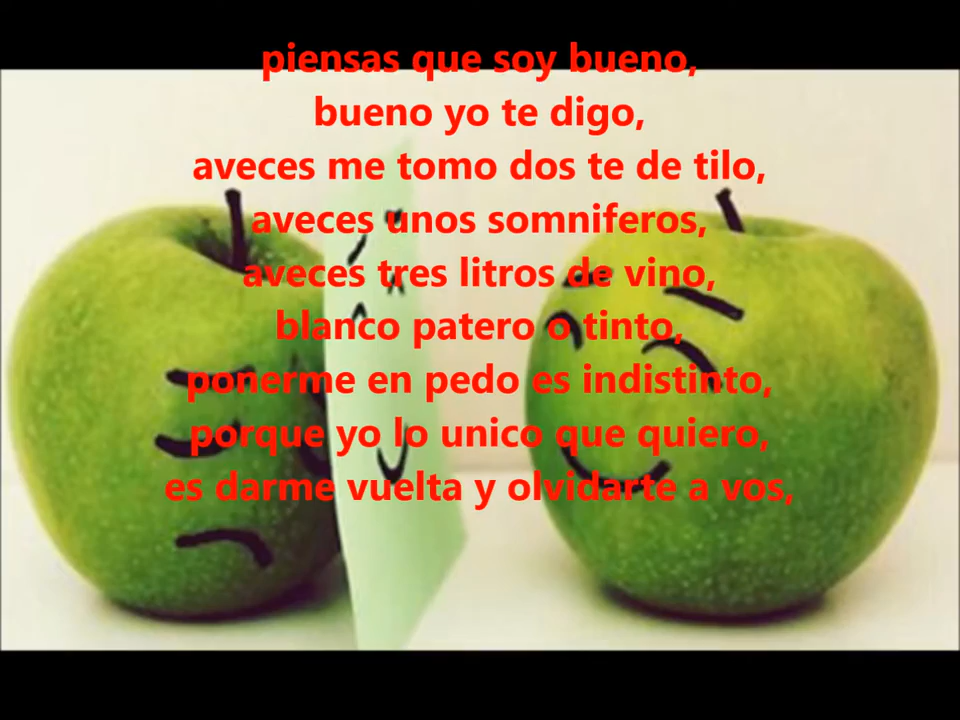 piensas que soy bueno,
bueno yo te digo,
aveces me tomo dos te de tilo,
aveces unos somniferos,
aveces tres litros de vino,
blanco patero o tinto,
ponerme en pedo es indistinto,
porque yo lo unico que quiero,
es darme vuelta y olvidarte a vos,